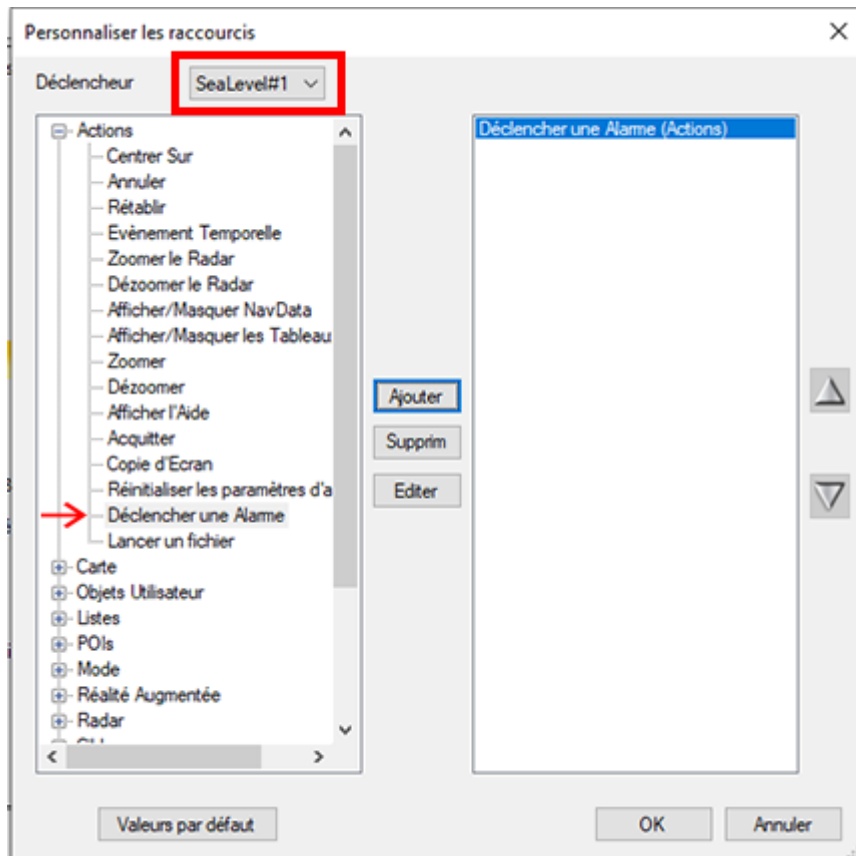 Personnaliser les raccourcis
Déclencheur
SeaLevel#1
Actions
Centrer Sur
Annuler
Rétablir
Evènement Temporelle
Zoomer le Radar
Dézoomer le Radar
Afficher/Masquer NavData
Afficher/Masquer les Tableau
Zoomer
Dézoomer
Afficher l'Aide
Acquitter
Copie d'Ecran
Réinitialiser les paramètres d'a
Déclencher une Alarme
Lancer un fichier
Carte
Objets Utilisateur
Listes
POIs
Mode
Réalité Augmentée
Radar
Déclencher une Alarme (Actions)
Ajouter
Supprim
Editer
Valeurs par défaut
OK
Annuler